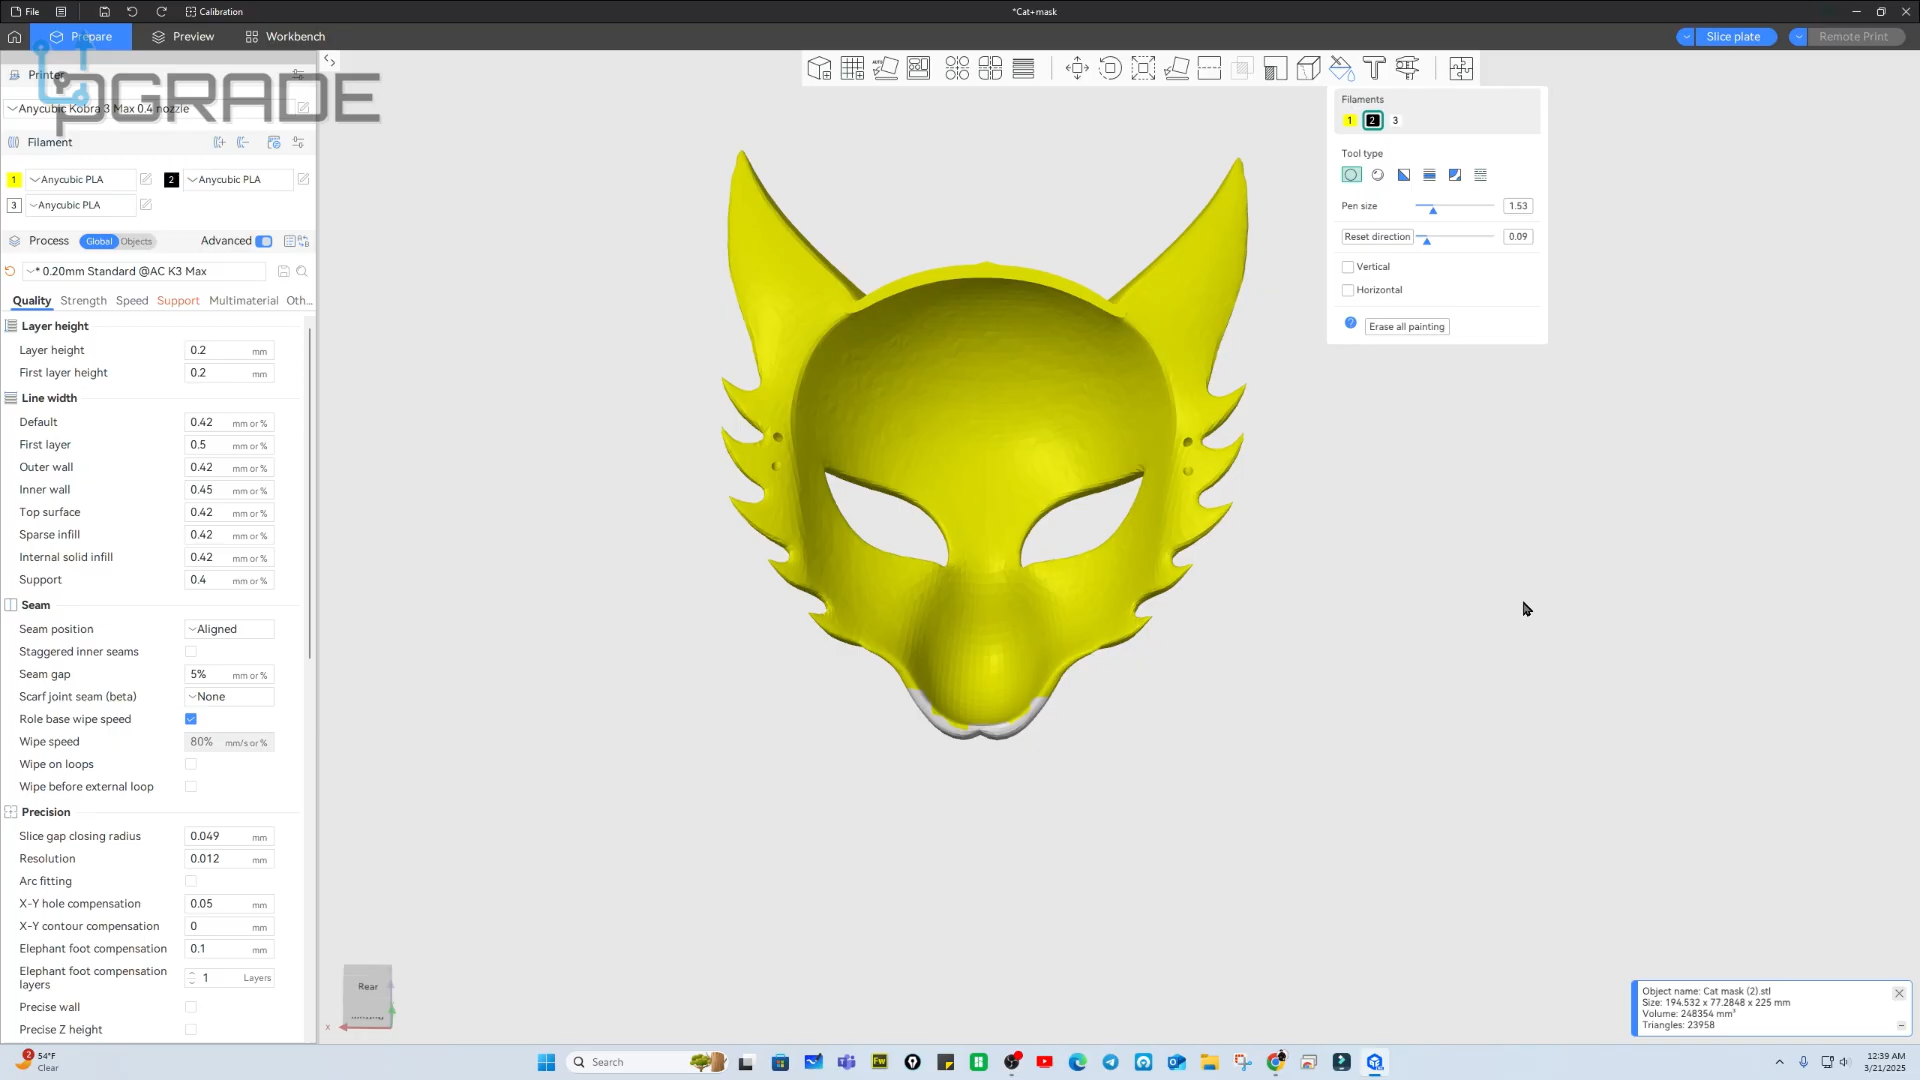 File
Calibration
*Cat+mask
Prepare
Preview
Workbench
Slice plate
Remote Print
Printer
UPGRADE
Anycubic Kobra 3 Max 0.4 nozzle
Filament
1 Anycubic PLA
2 Anycubic PLA
3 Anycubic PLA
Process Global Objects Advanced
* 0.20mm Standard @AC K3 Max
Quality Strength Speed Support Multimaterial Oth...
Layer height
Layer height 0.2 mm
First layer height 0.2 mm
Line width
Default 0.42 mm or %
First layer 0.5 mm or %
Outer wall 0.42 mm or %
Inner wall 0.45 mm or %
Top surface 0.42 mm or %
Sparse infill 0.42 mm or %
Internal solid infill 0.42 mm or %
Support 0.4 mm or %
Seam
Seam position Aligned
Staggered inner seams
Seam gap 5% mm or %
Scarf joint seam (beta) None
Role base wipe speed
Wipe speed 80% mm/s or %
Wipe on loops
Wipe before external loop
Precision
Slice gap closing radius 0.049 mm
Resolution 0.012 mm
Arc fitting
X-Y hole compensation 0.05 mm
X-Y contour compensation 0 mm
Elephant foot compensation 0.1 mm
Elephant foot compensation
layers 1 Layers
Precise wall
Precise Z height
AUTO
Filaments
1 2 3
Tool type
Pen size 1.53
Reset direction 0.09
Vertical
Horizontal
? Erase all painting
Rear
x
Object name: Cat mask (2).stl
Size: 194.532 x 77.2848 x 225 mm
Volume: 248354 mm³
Triangles: 23958
2
54°F
Clear
Search
Fw
12:39 AM
3/21/2025